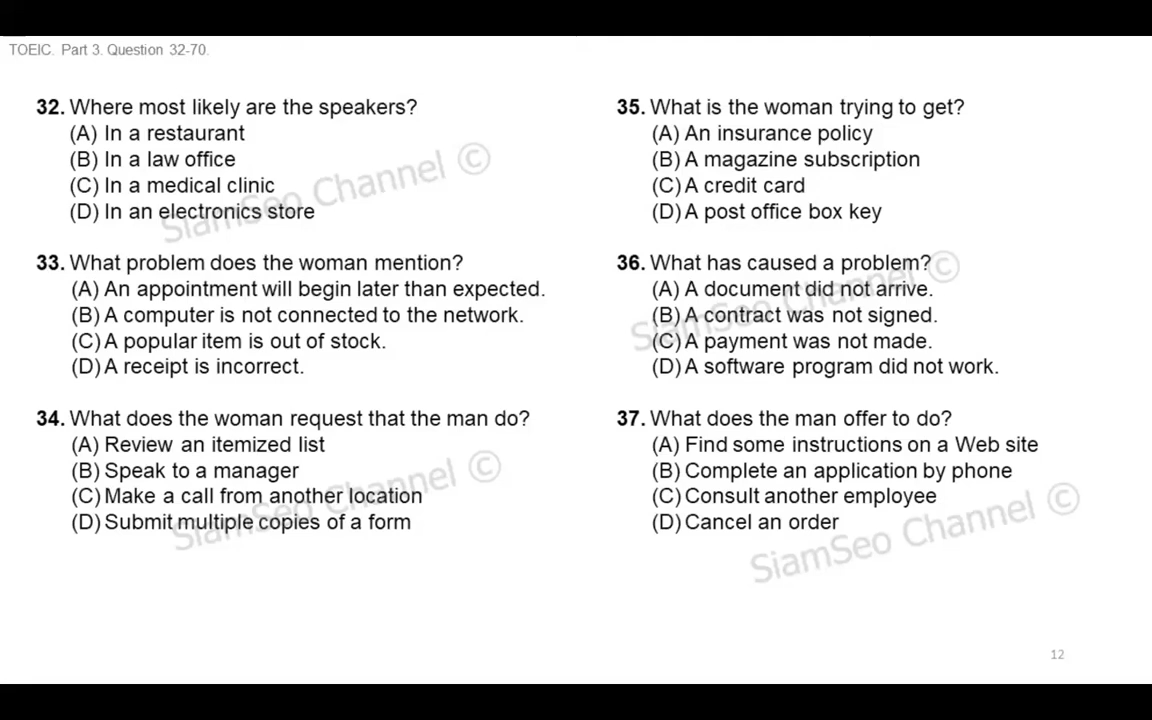 TOEIC. Part 3. Question 32-70.
32. Where most likely are the speakers?
(A) In a restaurant
(B) In a law office
(C) In a medical clinic
(D) In an electronics store
33. What problem does the woman mention?
(A) An appointment will begin later than expected.
(B) A computer is not connected to the network.
(C) A popular item is out of stock.
(D) A receipt is incorrect.
34. What does the woman request that the man do?
(A) Review an itemized list
(B) Speak to a manager
(C) Make a call from another location
(D) Submit multiple copies of a form
35. What is the woman trying to get?
(A) An insurance policy
(B) A magazine subscription
(C) A credit card
(D) A post office box key
36. What has caused a problem?
(A) A document did not arrive.
(B) A contract was not signed.
(C) A payment was not made.
(D) A software program did not work.
37. What does the man offer to do?
(A) Find some instructions on a Web site
(B) Complete an application by phone
(C) Consult another employee
(D) Cancel an order
SiamSeo Channel ©
SiamSeo Channel ©
SiamSeo Channel ©
SiamSeo Channel ©
12